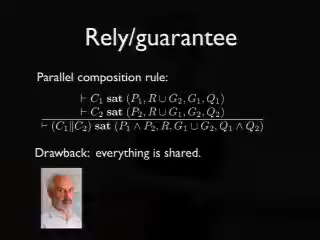 Rely/guarantee
Parallel composition rule:
⊢ C₁ sat (P₁, R ∪ G₂, G₁, Q₁)
⊢ C₂ sat (P₂, R ∪ G₁, G₂, Q₂)
⊢ (C₁∥C₂) sat (P₁ ∧ P₂, R, G₁ ∪ G₂, Q₁ ∧ Q₂)
Drawback: everything is shared.